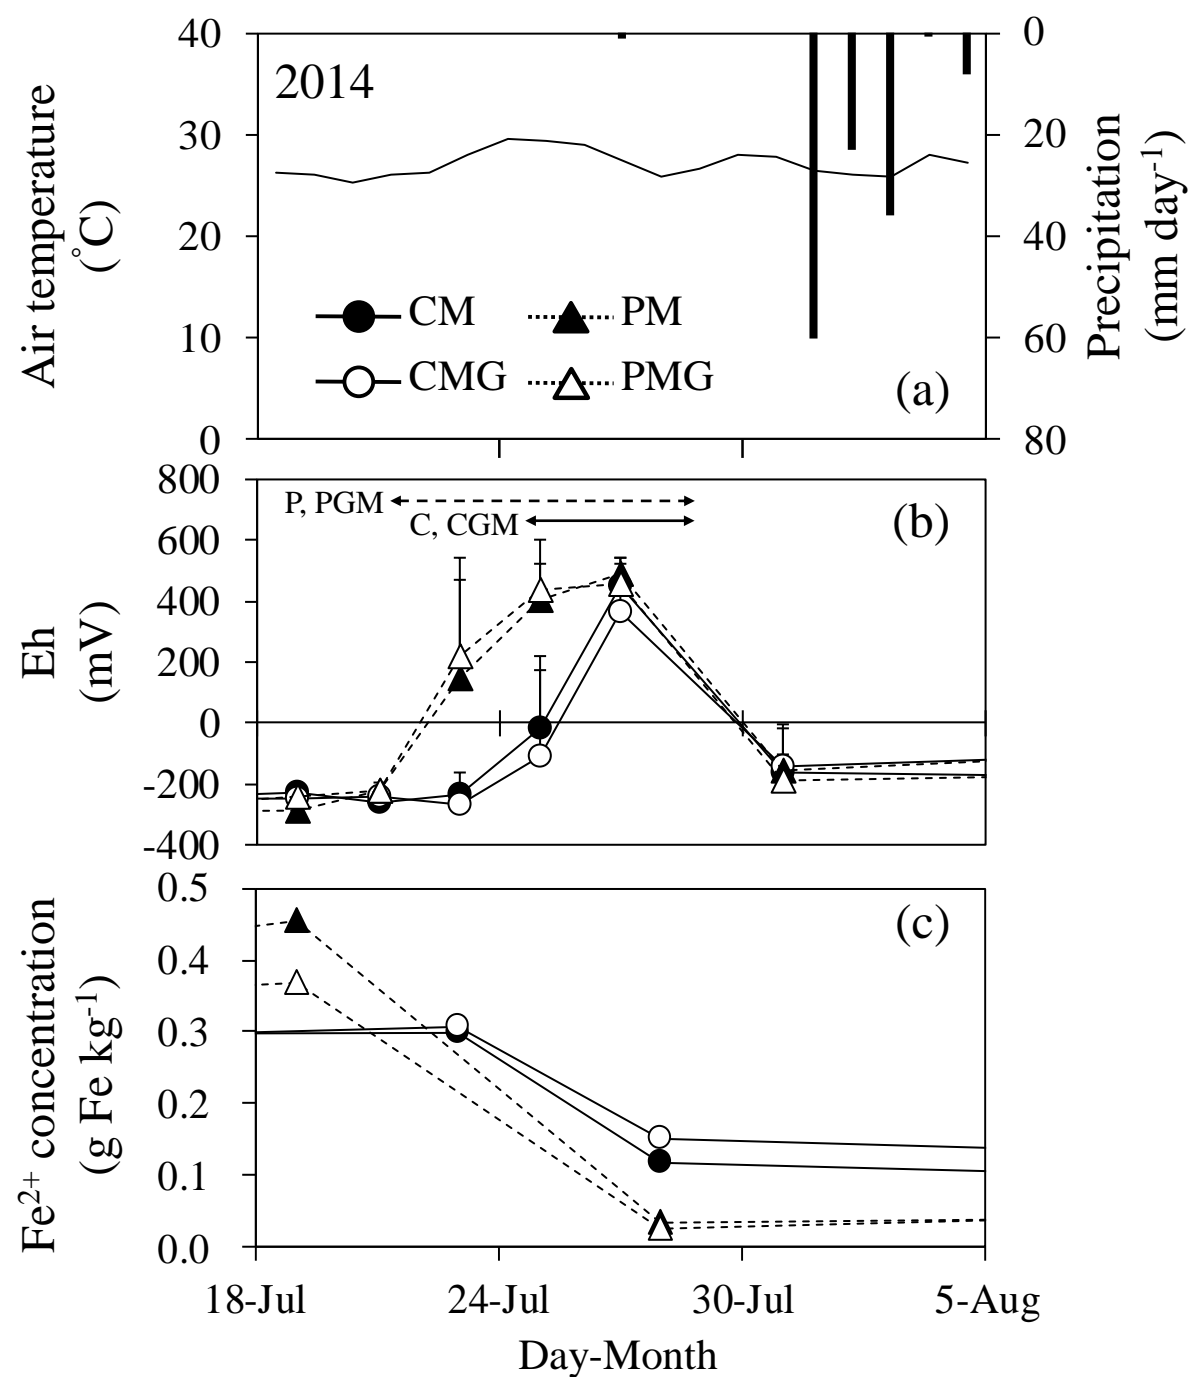 40
30
20
10
0
Air temperature
(°C)
2014
CM
PM
CMG
PMG
(a)
0
20
40
60
80
Precipitation
(mm day-1)
800
600
400
200
0
-200
-400
Eh
(mV)
P, PGM
C, CGM
(b)
0.5
0.4
0.3
0.2
0.1
0.0
Fe2+ concentration
(g Fe kg-1)
(c)
18-Jul
24-Jul
30-Jul
5-Aug
Day-Month